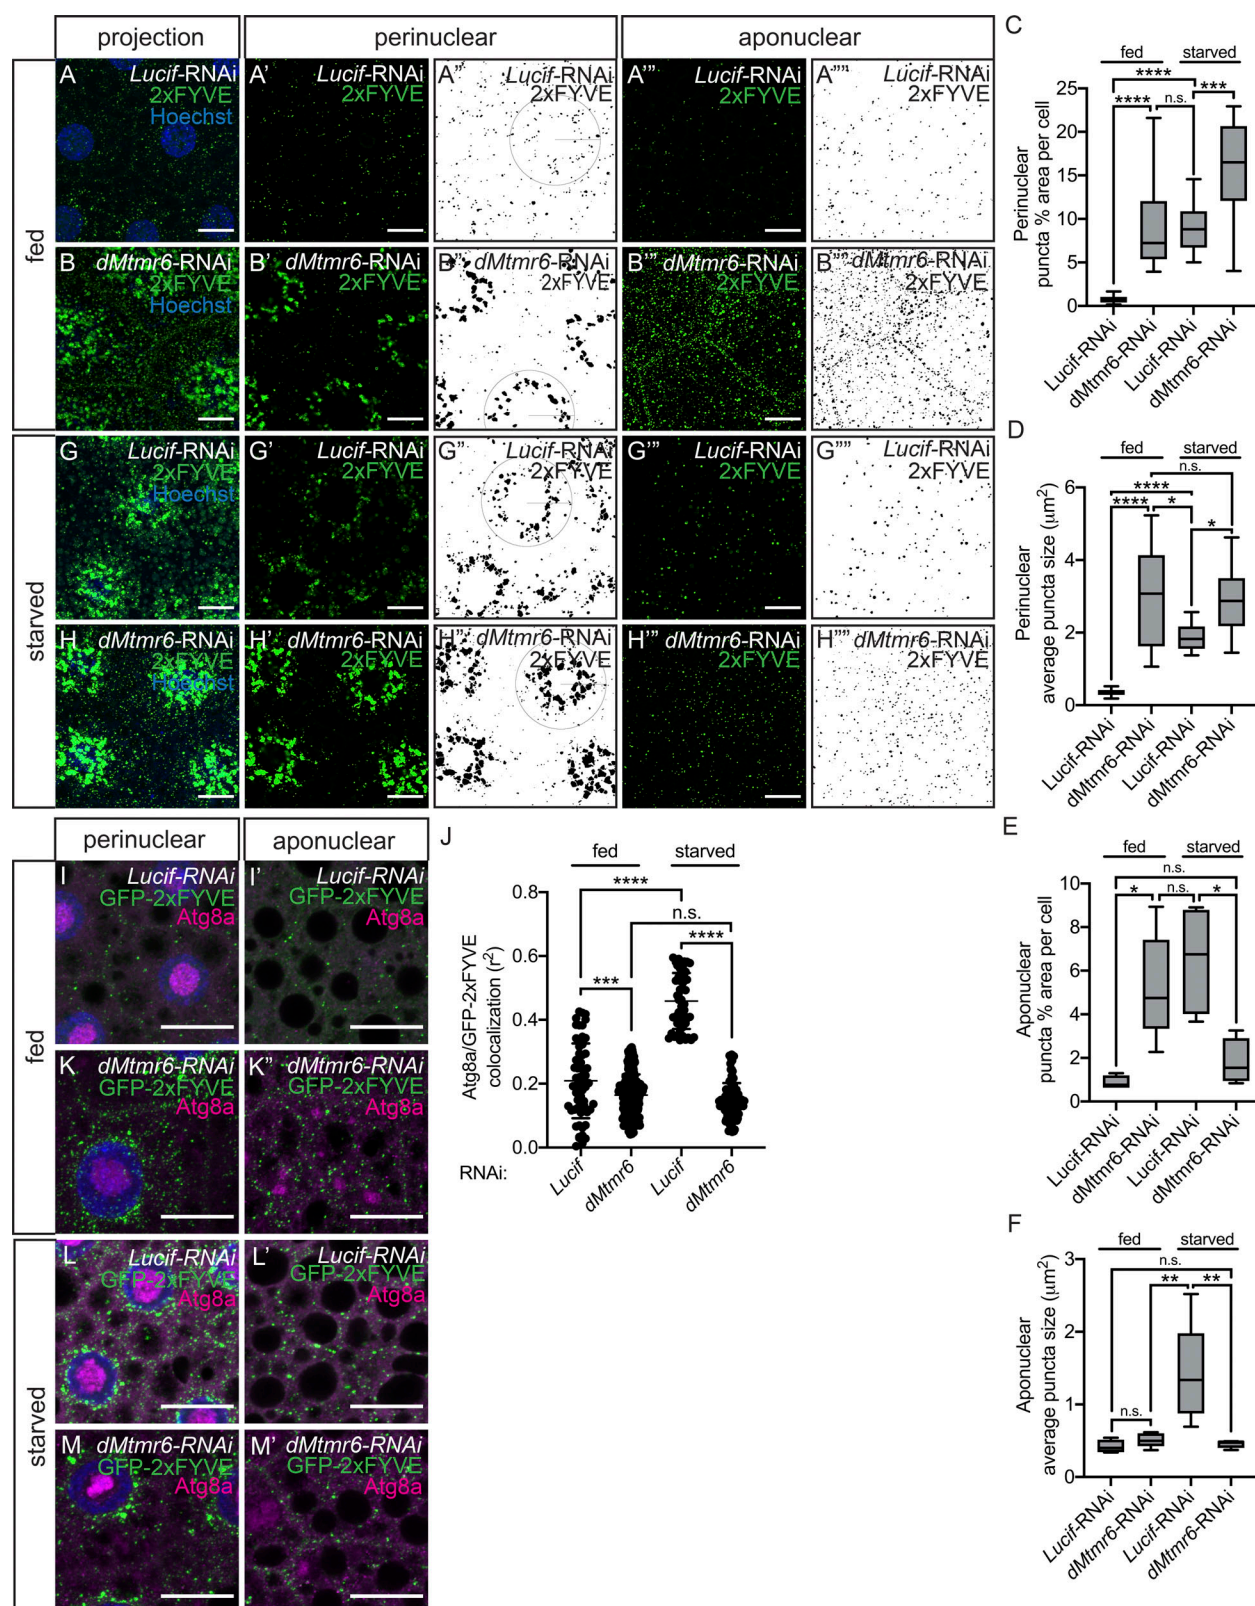 projection
perinuclear
aponuclear
fed
A
Lucif-RNAi
2xFYVE
Hoechst
A'
Lucif-RNAi
2xFYVE
A''
Lucif-RNAi
2xFYVE
A'''
Lucif-RNAi
2xFYVE
A''''
Lucif-RNAi
2xFYVE
B
dMtmr6-RNAi
2xFYVE
Hoechst
B'
dMtmr6-RNAi
2xFYVE
B''
dMtmr6-RNAi
2xFYVE
B'''
dMtmr6-RNAi
2xFYVE
B''''
dMtmr6-RNAi
2xFYVE
starved
G
Lucif-RNAi
2xFYVE
Hoechst
G'
Lucif-RNAi
2xFYVE
G''
Lucif-RNAi
2xFYVE
G'''
Lucif-RNAi
2xFYVE
G''''
Lucif-RNAi
2xFYVE
H
dMtmr6-RNAi
2xFYVE
Hoechst
H'
dMtmr6-RNAi
2xFYVE
H''
dMtmr6-RNAi
2xFYVE
H'''
dMtmr6-RNAi
2xFYVE
H''''
dMtmr6-RNAi
2xFYVE
C
fed
starved
****
****
n.s.
***
Perinuclear
puncta % area per cell
25
20
15
10
5
0
Lucif-RNAi
dMtmr6-RNAi
Lucif-RNAi
dMtmr6-RNAi
D
fed
starved
n.s.
****
****
*
*
Perinuclear
average puncta size (µm²)
6
4
2
0
Lucif-RNAi
dMtmr6-RNAi
Lucif-RNAi
dMtmr6-RNAi
E
fed
starved
n.s.
*
n.s.
*
Aponuclear
puncta % area per cell
10
8
6
4
2
0
Lucif-RNAi
dMtmr6-RNAi
Lucif-RNAi
dMtmr6-RNAi
F
fed
starved
n.s.
**
**
n.s.
Aponuclear
average puncta size (µm²)
3
2
1
0
Lucif-RNAi
dMtmr6-RNAi
Lucif-RNAi
dMtmr6-RNAi
perinuclear
aponuclear
fed
I
Lucif-RNAi
GFP-2xFYVE
Atg8a
I'
Lucif-RNAi
GFP-2xFYVE
Atg8a
K
dMtmr6-RNAi
GFP-2xFYVE
Atg8a
K''
dMtmr6-RNAi
GFP-2xFYVE
Atg8a
starved
L
Lucif-RNAi
GFP-2xFYVE
Atg8a
L'
Lucif-RNAi
GFP-2xFYVE
Atg8a
M
dMtmr6-RNAi
GFP-2xFYVE
Atg8a
M'
dMtmr6-RNAi
GFP-2xFYVE
Atg8a
J
fed
starved
****
n.s.
***
****
Atg8a/GFP-2xFYVE
colocalization (r²)
0.8
0.6
0.4
0.2
0.0
RNAi:
Lucif
dMtmr6
Lucif
dMtmr6